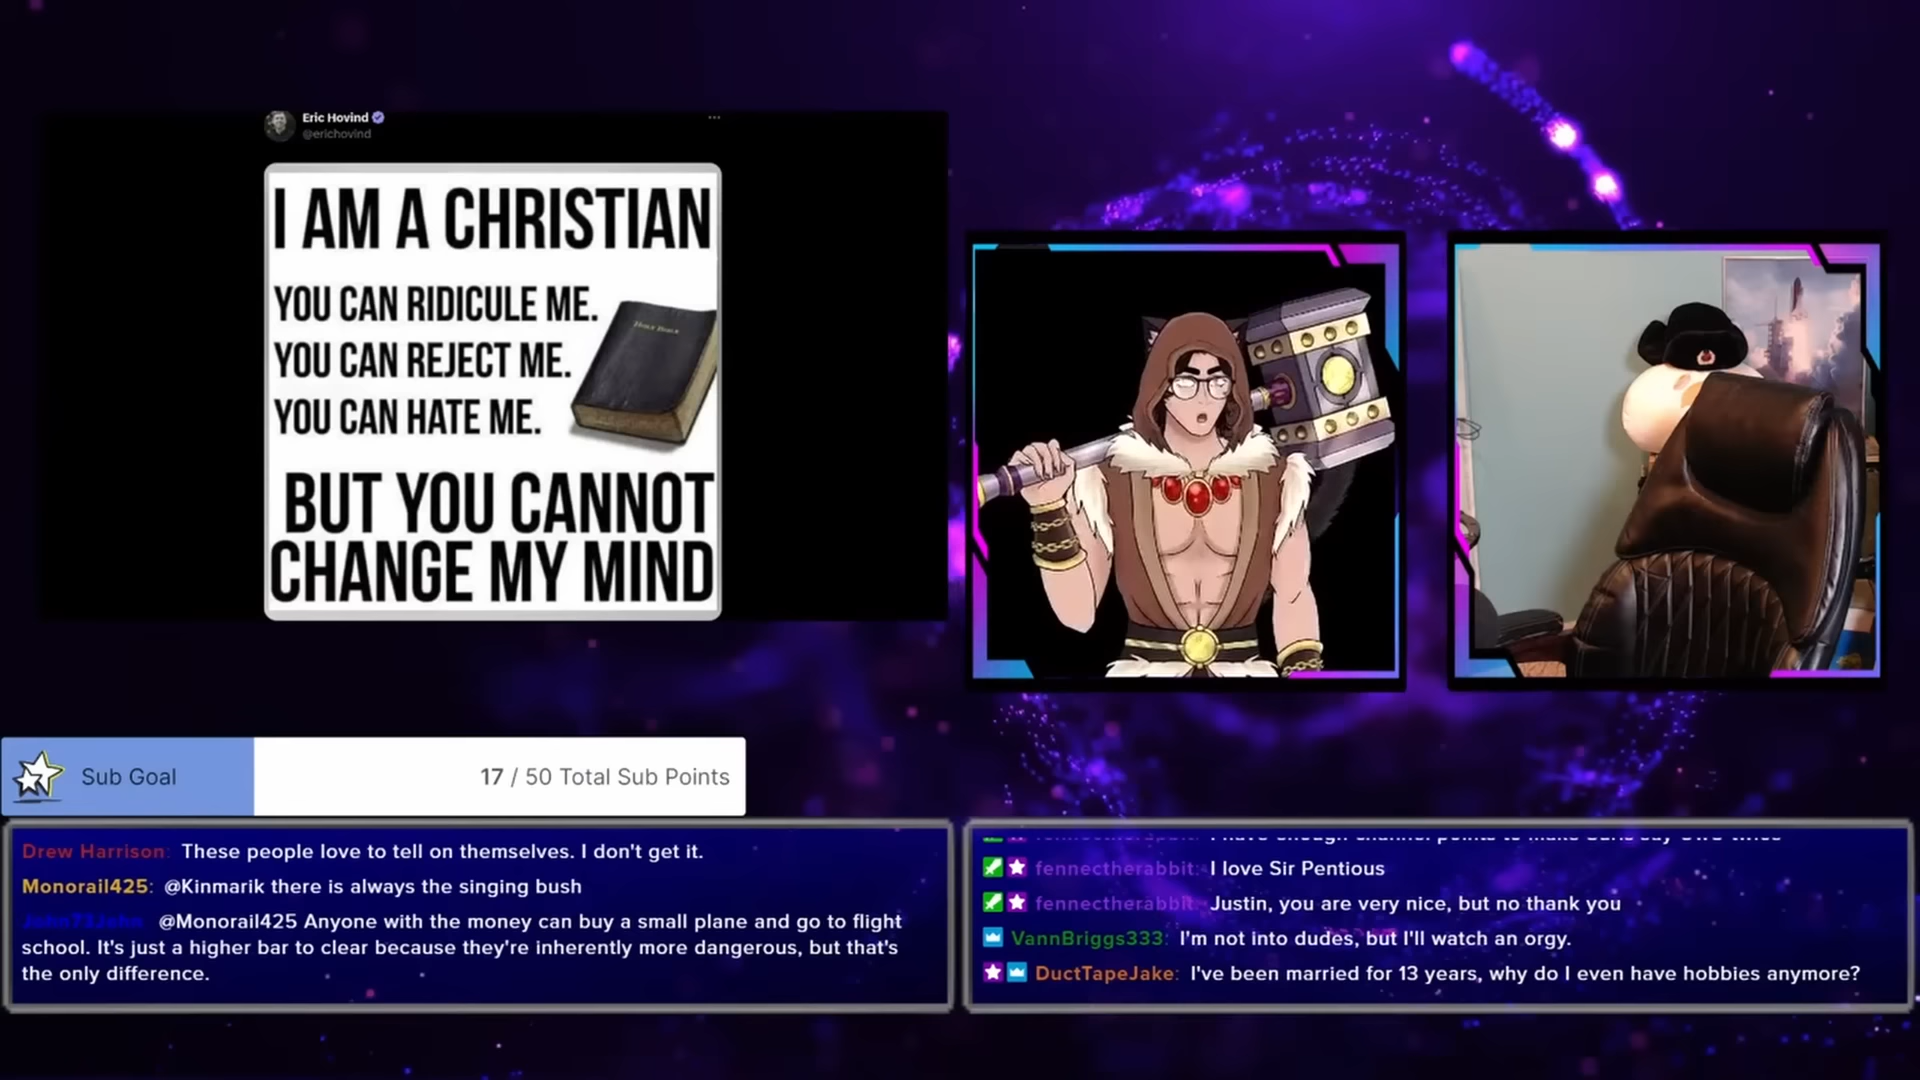 Eric Hovind
@erichovind
...
I AM A CHRISTIAN
YOU CAN RIDICULE ME.
YOU CAN REJECT ME.
YOU CAN HATE ME.
HOLY BIBLE
BUT YOU CANNOT
CHANGE MY MIND
Sub Goal
17 / 50 Total Sub Points
Drew Harrison: These people love to tell on themselves. I don't get it.
Monorail425: @Kinmarik there is always the singing bush
John73John @Monorail425 Anyone with the money can buy a small plane and go to flight
school. It's just a higher bar to clear because they're inherently more dangerous, but that's
the only difference.
fennectherabbit: I love Sir Pentious
fennectherabbit: Justin, you are very nice, but no thank you
VannBriggs333: I'm not into dudes, but I'll watch an orgy.
DuctTapeJake: I've been married for 13 years, why do I even have hobbies anymore?